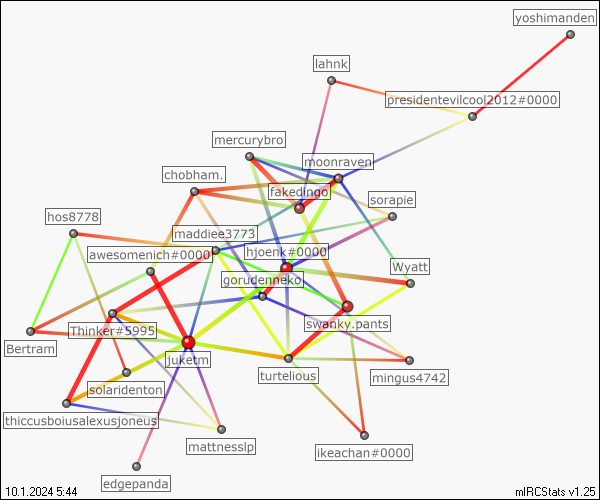 yoshimanden
lahnk
presidentevilcool2012#0000
mercurybro
moonraven
chobham.
fakedingo
sorapie
hos8778
maddiee3773
awesomenich#0000
hjoenk#0000
gorudenneko
Wyatt
swanky.pants
Thinker#5995
Bertram
juketm
turtelious
mingus4742
solaridenton
thiccusboiusalexusjoneus
mattnesslp
ikeachan#0000
edgepanda
10.1.2024 5:44
mIRCStats v1.25